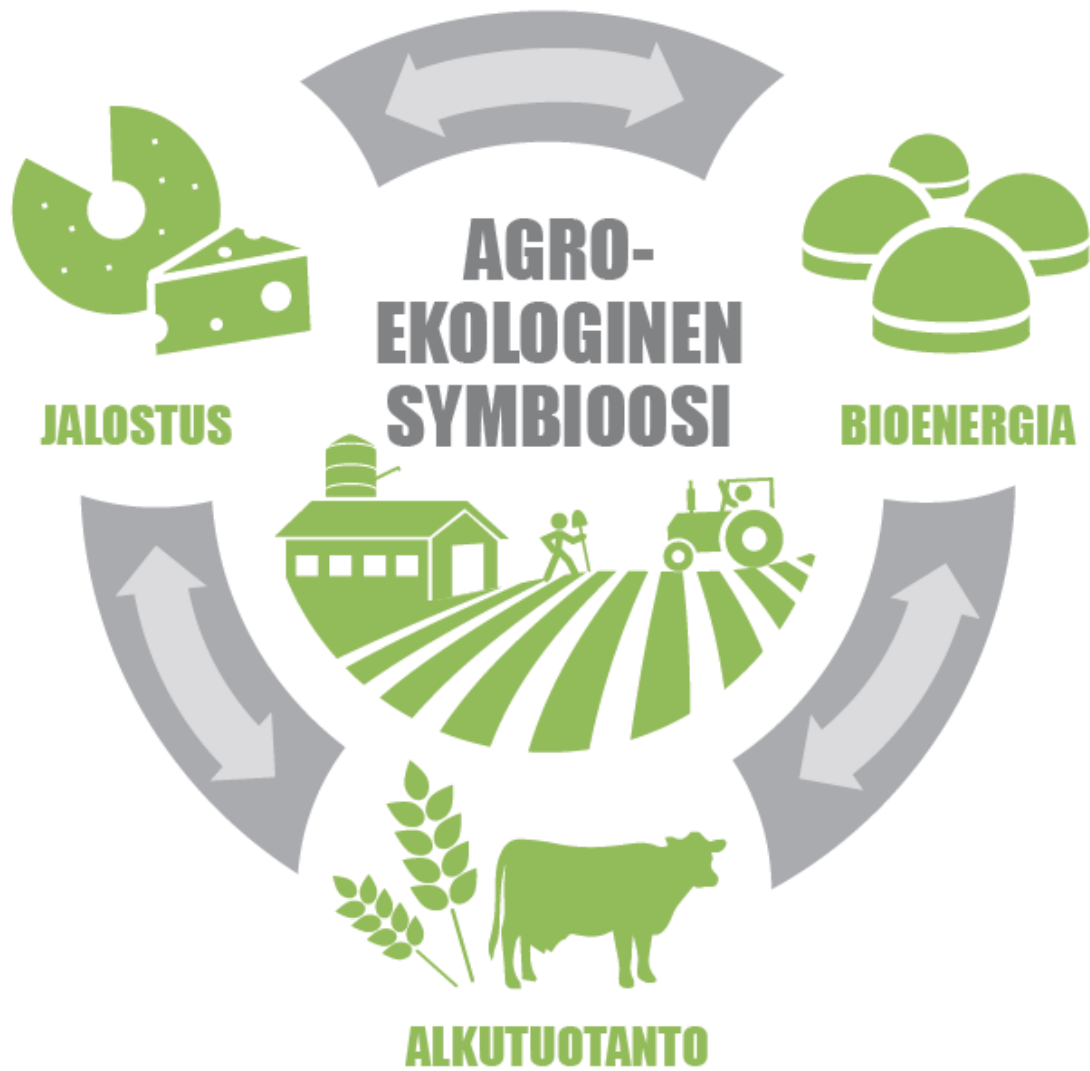 AGRO-
EKOLOGINEN
SYMBIOOSI
JALOSTUS
BIOENERGIA
ALKUTUOTANTO